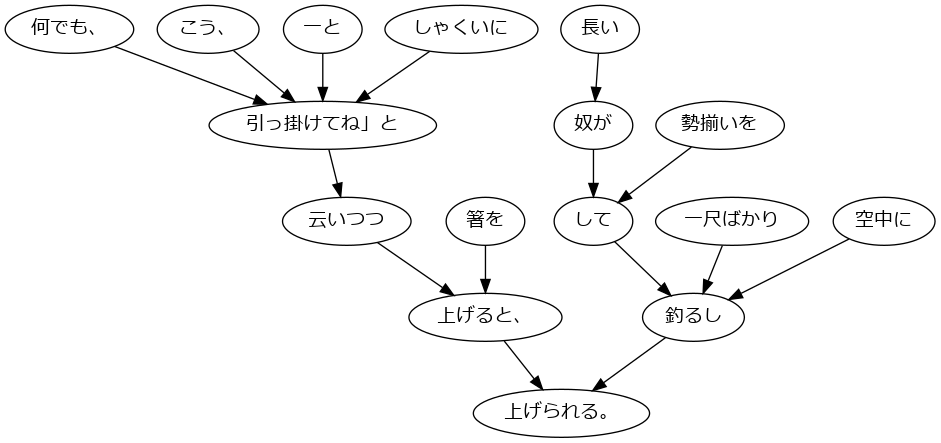 何でも、
こう、
一と
しゃくいに
長い
引っ掛けてね」と
奴が
勢揃いを
云いつつ
箸を
して
一尺ばかり
空中に
上げると、
釣るし
上げられる。